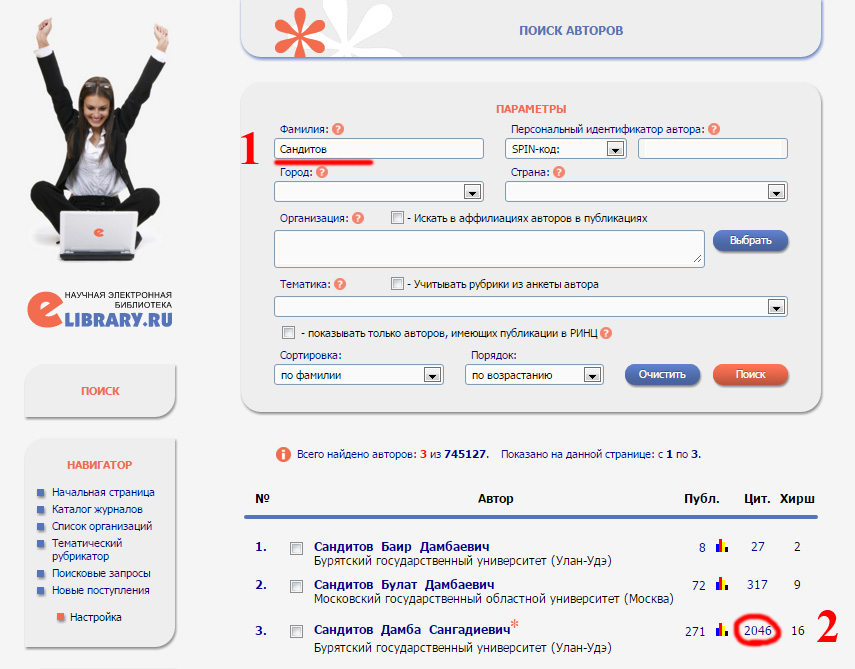 ПОИСК АВТОРОВ
ПАРАМЕТРЫ
1
Фамилия: ? Персональный идентификатор автора: ?
Сандитов SPIN-код:
Город: ? Страна: ?
Организация: ? - Искать в аффилиациях авторов в публикациях
Выбрать
Тематика: ? - Учитывать рубрики из анкеты автора
- показывать только авторов, имеющих публикации в РИНЦ ?
Сортировка: Порядок:
по фамилии по возрастанию Очистить Поиск
e
НАУЧНАЯ ЭЛЕКТРОННАЯ
БИБЛИОТЕКА
eLIBRARY.RU
ПОИСК
НАВИГАТОР
Начальная страница
Каталог журналов
Список организаций
Тематический
рубрикатор
Поисковые запросы
Новые поступления
Настройка
i Всего найдено авторов: 3 из 745127. Показано на данной странице: с 1 по 3.
№ Автор Публ. Цит. Хирш
1. Сандитов Баир Дамбаевич 8 27 2
Бурятский государственный университет (Улан-Удэ)
2. Сандитов Булат Дамбаевич 72 317 9
Московский государственный областной университет (Москва)
3. Сандитов Дамба Сангадиевич* 271 2046 16 2
Бурятский государственный университет (Улан-Удэ)